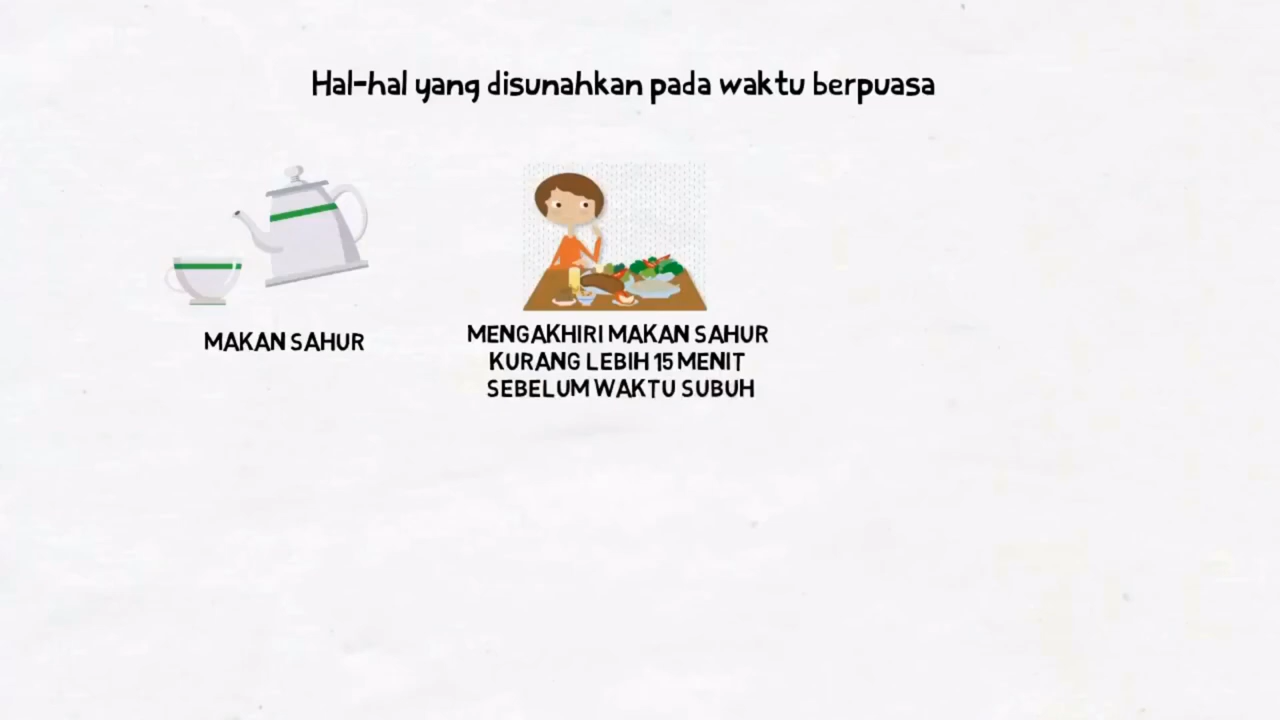 Hal-hal yang disunahkan pada waktu berpuasa
MAKAN SAHUR
MENGAKHIRI MAKAN SAHUR
KURANG LEBIH 15 MENIT
SEBELUM WAKTU SUBUH